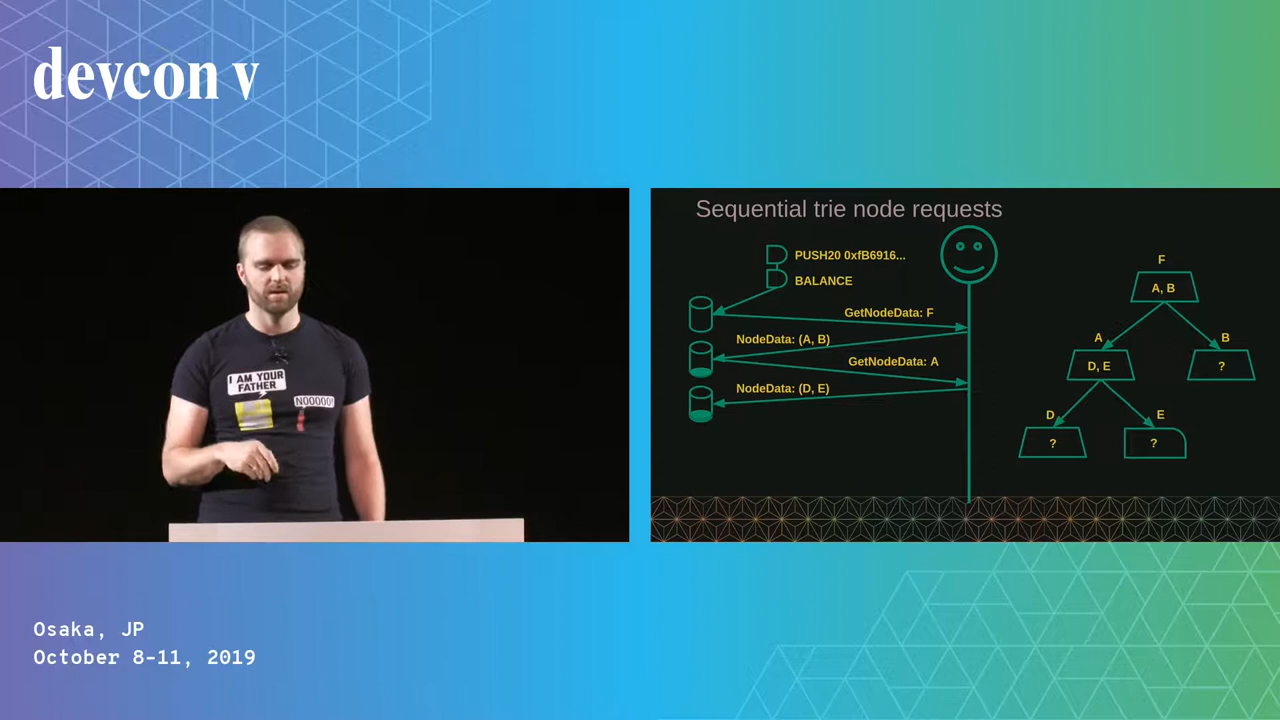 devcon v
I AM YOUR
FATHER
NOOOOO!
Sequential trie node requests
PUSH20 0xfB6916...
BALANCE
GetNodeData: F
NodeData: (A, B)
GetNodeData: A
NodeData: (D, E)
F
A, B
A
B
D, E
?
D
E
?
?
Osaka, JP
October 8-11, 2019